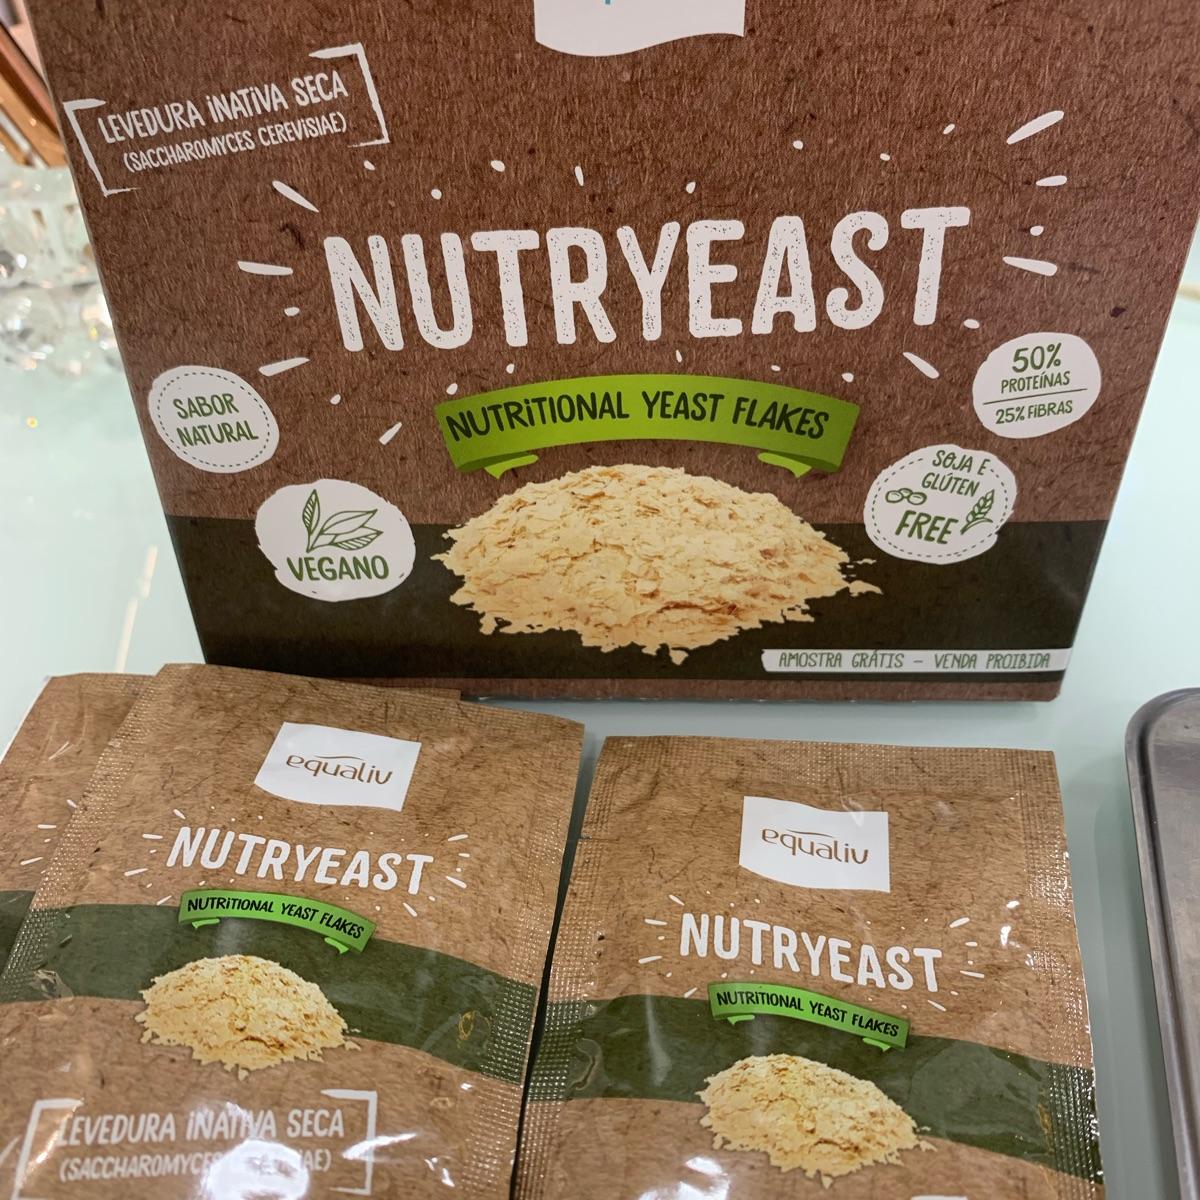 LEVEDURA INATIVA SECA
(SACCHAROMYCES CEREVISIAE)
NUTRYEAST
NUTRITIONAL YEAST FLAKES
SABOR
NATURAL
50%
PROTEÍNAS
25% FIBRAS
VEGANO
SOJA E
GLÚTEN
FREE
AMOSTRA GRÁTIS - VENDA PROIBIDA
equaliv
NUTRYEAST
NUTRITIONAL YEAST FLAKES
LEVEDURA INATIVA SECA
equaliv
NUTRYEAST
NUTRITIONAL YEAST FLAKES